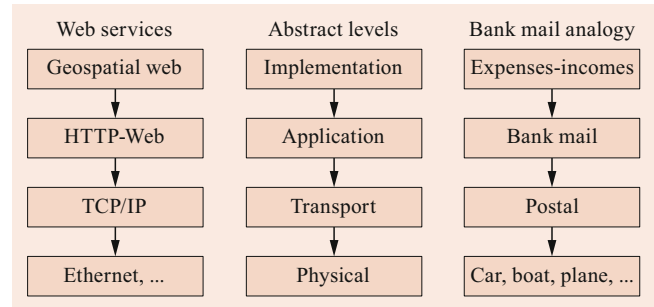 Web services
Abstract levels
Bank mail analogy
Geospatial web
Implementation
Expenses-incomes
HTTP-Web
Application
Bank mail
TCP/IP
Transport
Postal
Ethernet, ...
Physical
Car, boat, plane, ...